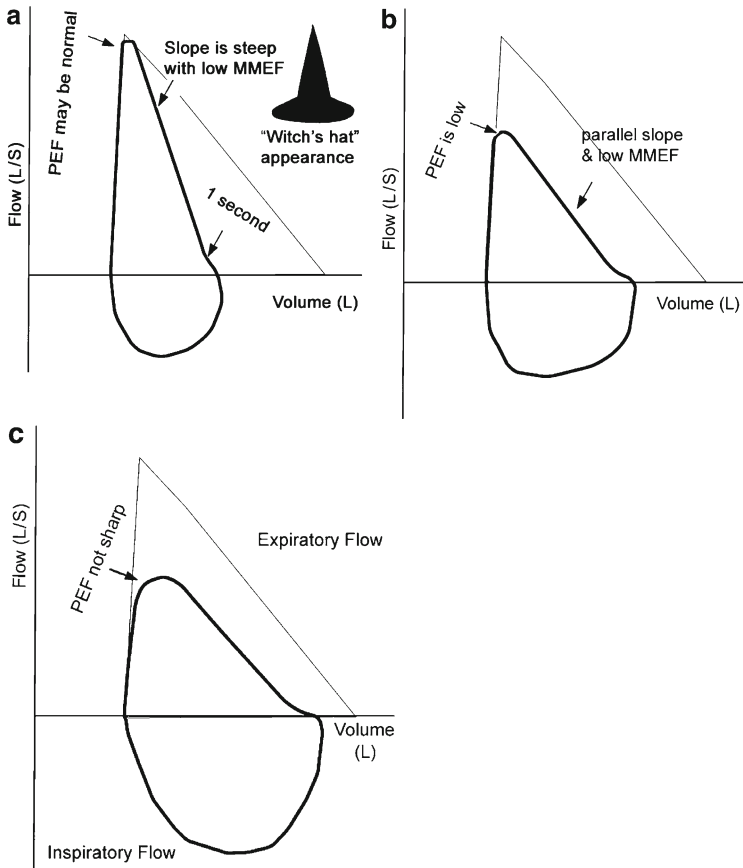 a
PEF may be normal
Slope is steep
with low MMEF
"Witch's hat"
appearance
1 second
Flow (L/S)
Volume (L)
b
PEF is low
parallel slope
& low MMEF
Flow (L/S)
Volume (L)
c
PEF not sharp
Expiratory Flow
Flow (L/S)
Volume
(L)
Inspiratory Flow